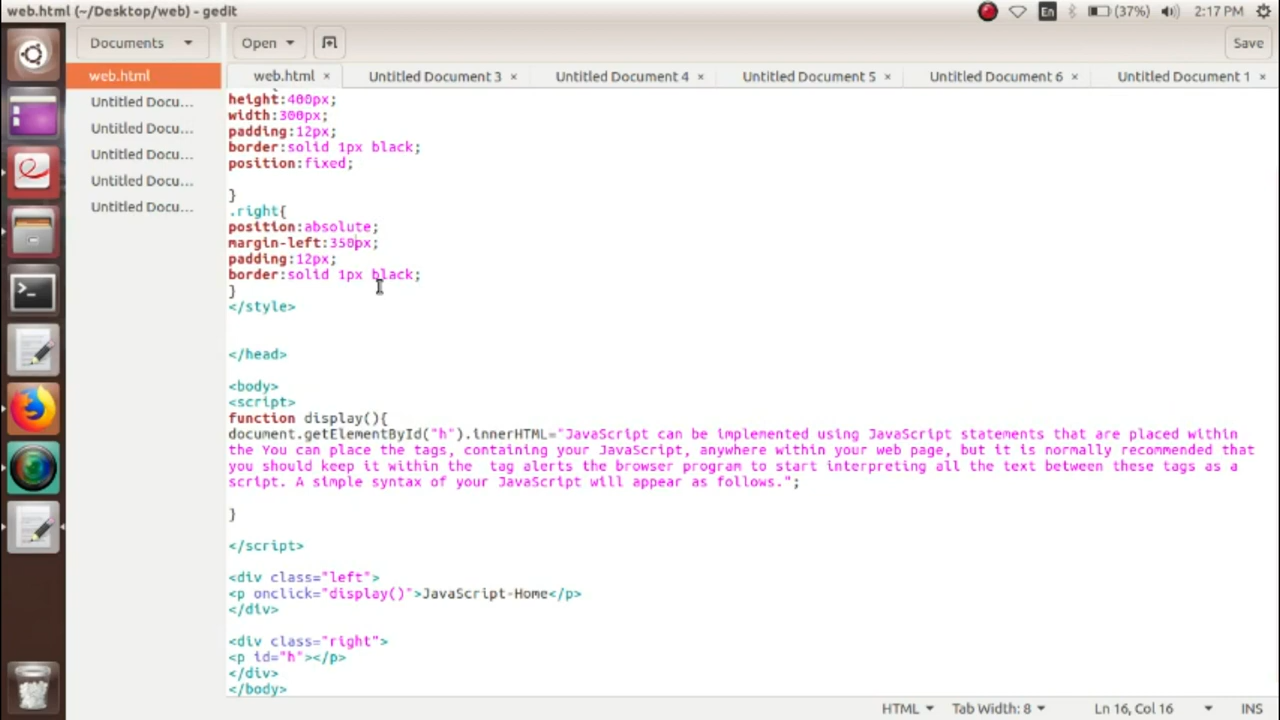 web.html (~/Desktop/web) - gedit
En
(37%)
2:17 PM
Documents
Open
Save
web.html
web.html ×
Untitled Document 3 ×
Untitled Document 4 ×
Untitled Document 5 ×
Untitled Document 6 ×
Untitled Document 1 ×
Untitled Docu...
Untitled Docu...
Untitled Docu...
Untitled Docu...
Untitled Docu...
height:400px;
width:300px;
padding:12px;
border:solid 1px black;
position:fixed;
}
.right{
position:absolute;
margin-left:350px;
padding:12px;
border:solid 1px black;
}
</style>
</head>
<body>
<script>
function display(){
document.getElementById("h").innerHTML="JavaScript can be implemented using JavaScript statements that are placed within
the You can place the tags, containing your JavaScript, anywhere within your web page, but it is normally recommended that
you should keep it within the  tag alerts the browser program to start interpreting all the text between these tags as a
script. A simple syntax of your JavaScript will appear as follows.";
}
</script>
<div class="left">
<p onclick="display()">JavaScript-Home</p>
</div>
<div class="right">
<p id="h"></p>
</div>
</body>
HTML
Tab Width: 8
Ln 16, Col 16
INS